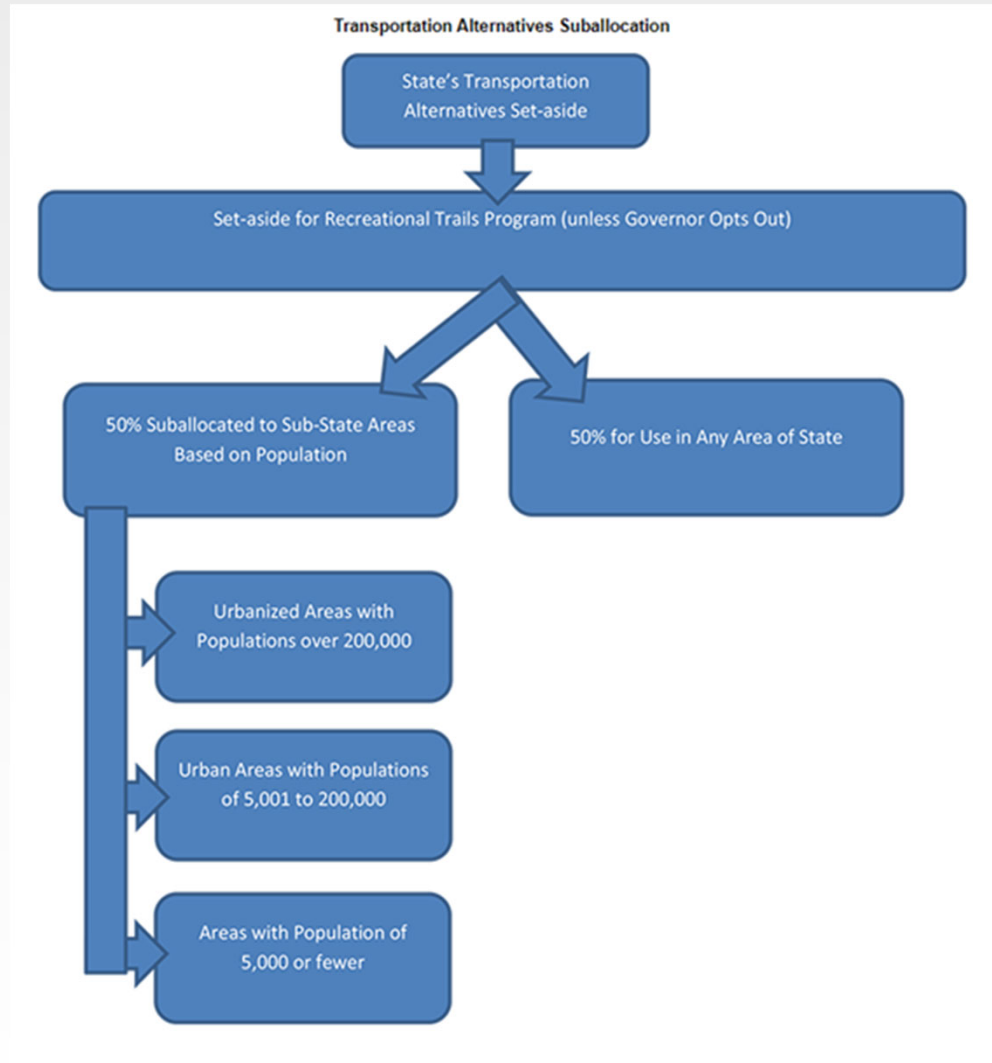 Transportation Alternatives Suballocation
State’s Transportation
Alternatives Set-aside
Set-aside for Recreational Trails Program (unless Governor Opts Out)
50% Suballocated to Sub-State Areas
Based on Population
50% for Use in Any Area of State
Urbanized Areas with
Populations over 200,000
Urban Areas with Populations
of 5,001 to 200,000
Areas with Population of
5,000 or fewer